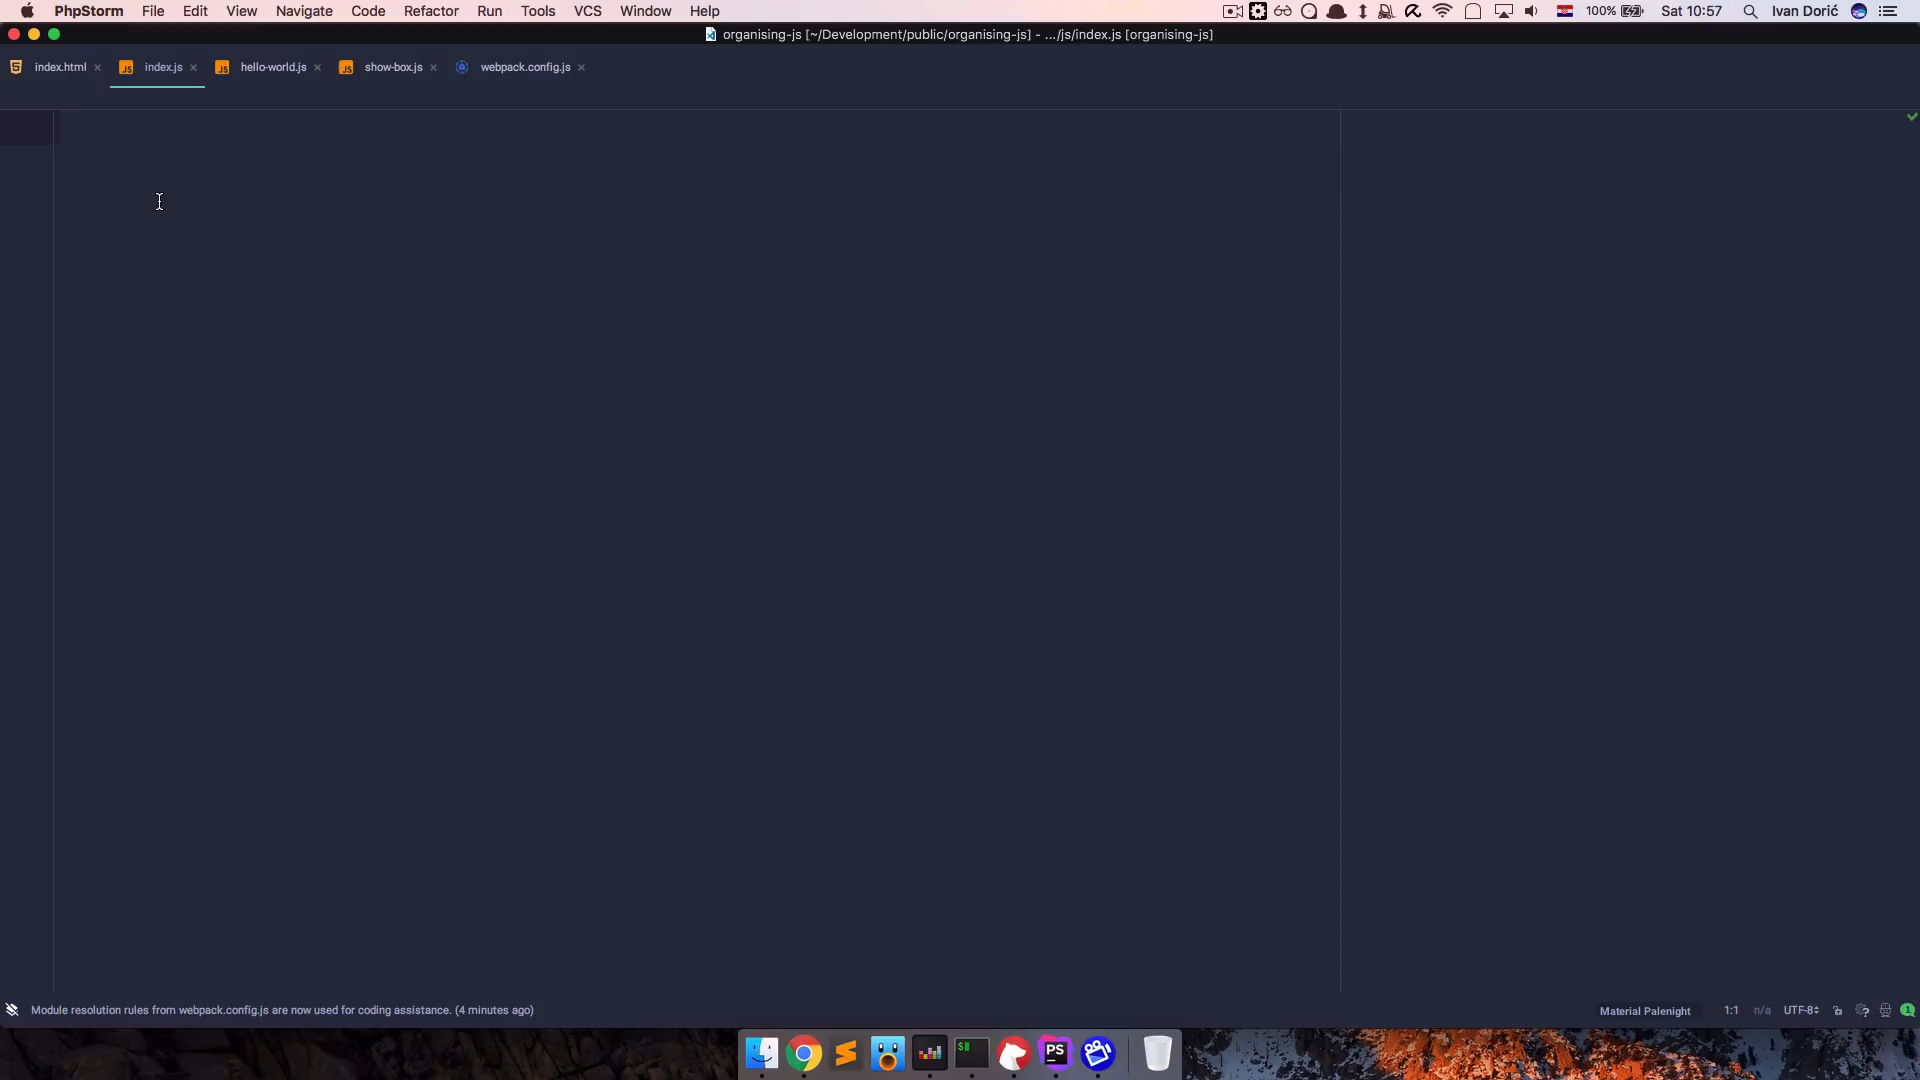 PhpStorm File Edit View Navigate Code Refactor Run Tools VCS Window Help 100% Sat 10:57 Ivan Dorić
organising-js [~/Development/public/organising-js] - .../js/index.js [organising-js]
index.html index.js hello-world.js show-box.js webpack.config.js
Module resolution rules from webpack.config.js are now used for coding assistance. (4 minutes ago) Material Palenight 1:1 n/a UTF-8 1
$ PS